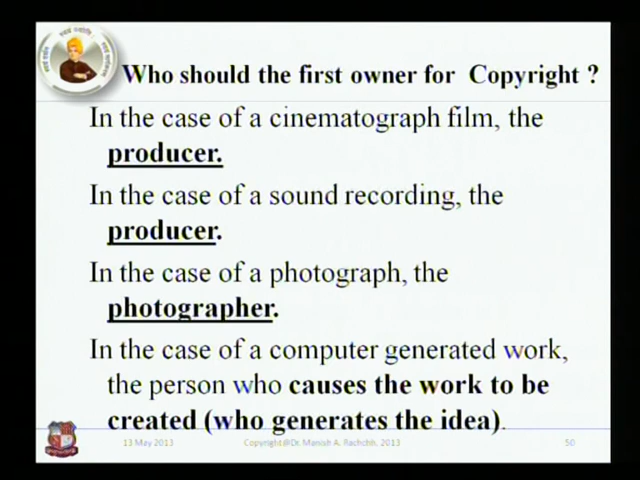 Who should the first owner for Copyright ?
In the case of a cinematograph film, the
producer.
In the case of a sound recording, the
producer.
In the case of a photograph, the
photographer.
In the case of a computer generated work,
the person who causes the work to be
created (who generates the idea).
13 May 2013 Copyright@Dr. Manish A. Rachchh, 2013 50